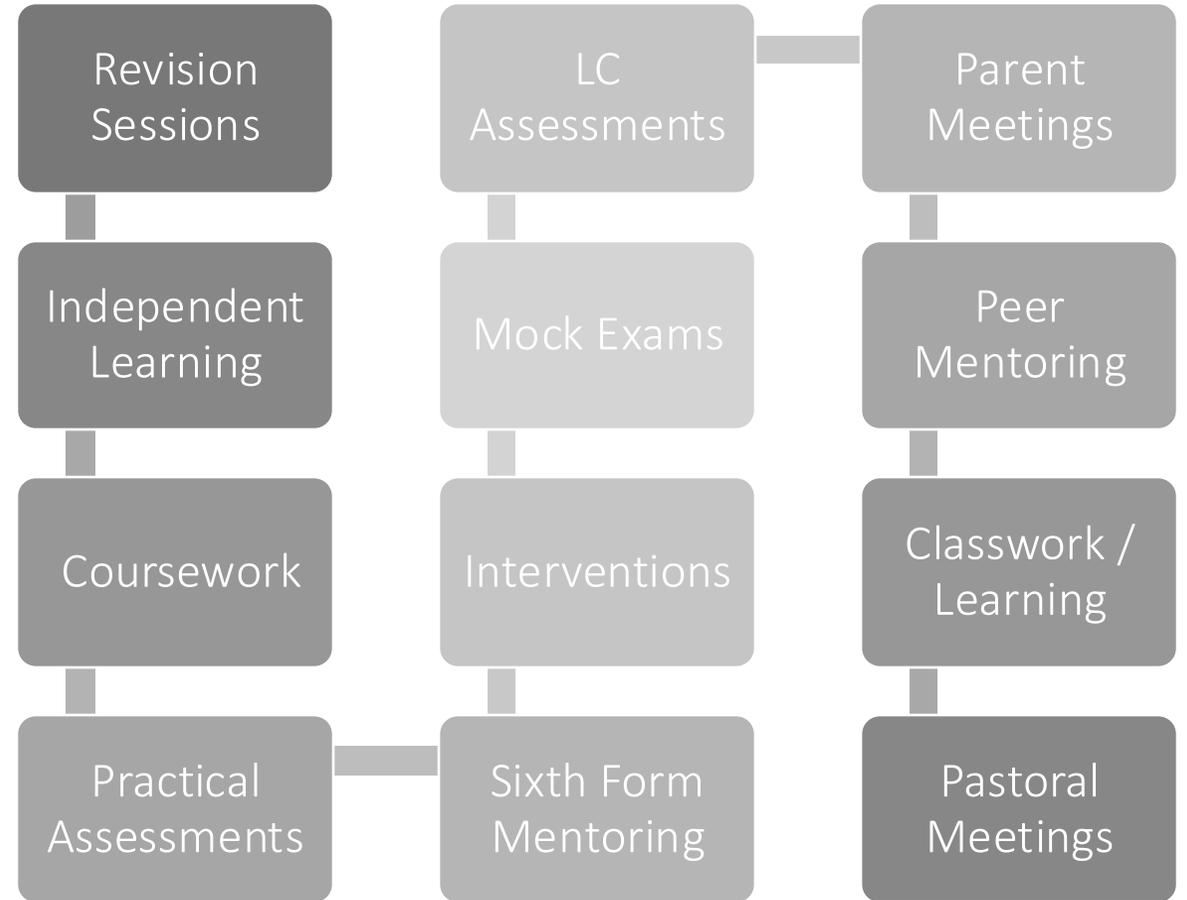 Revision
Sessions
Independent
Learning
Coursework
Practical
Assessments
Sixth Form
Mentoring
Interventions
Mock Exams
LC
Assessments
Parent
Meetings
Peer
Mentoring
Classwork /
Learning
Pastoral
Meetings